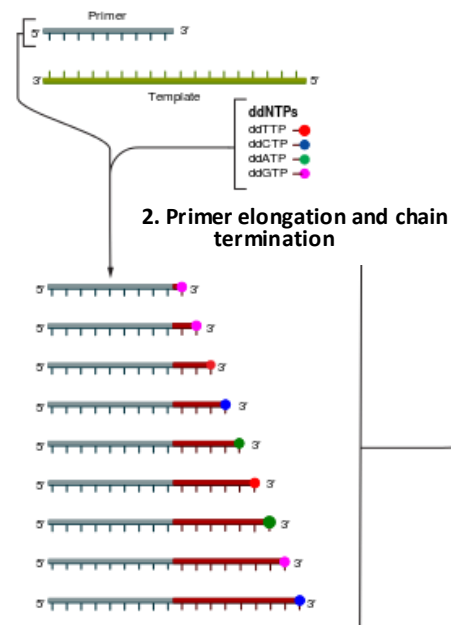 Primer
5' 3'
3' 5'
Template
ddNTPs
ddTTP
ddCTP
ddATP
ddGTP
2. Primer elongation and chain
termination
5' 3'
5' 3'
5' 3'
5' 3'
5' 3'
5' 3'
5' 3'
5' 3'
5' 3'